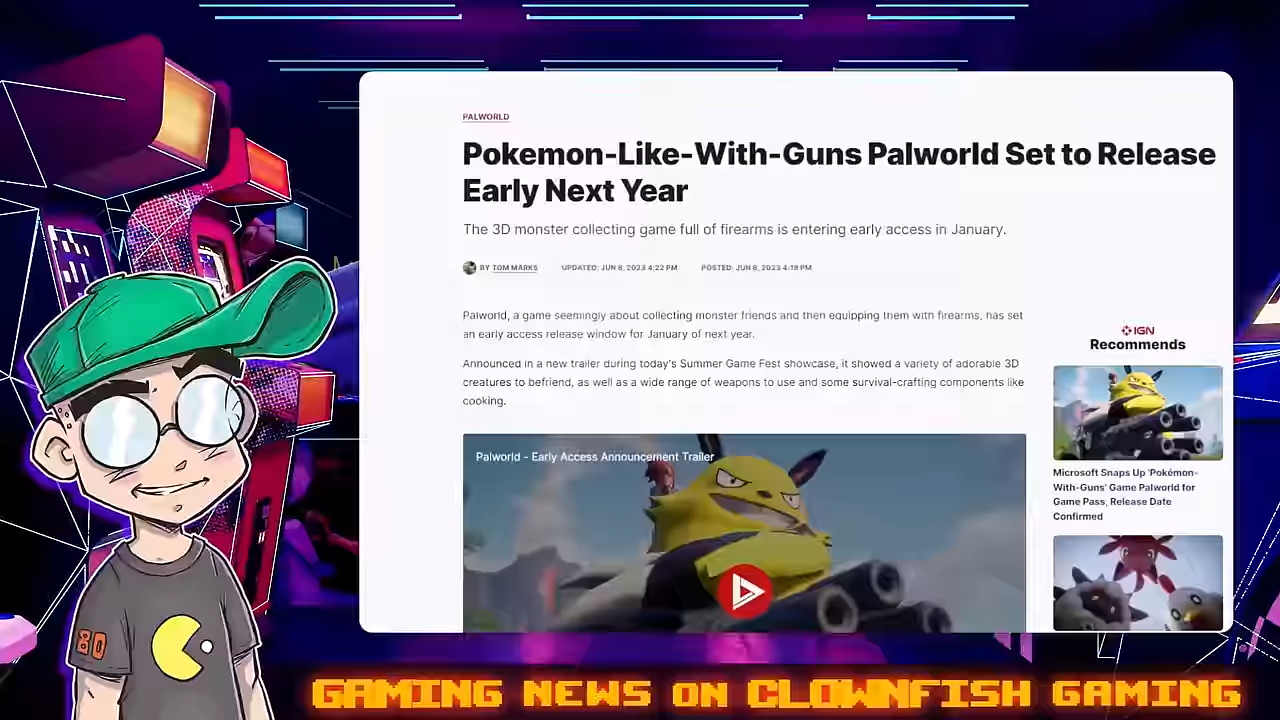 PALWORLD
Pokemon-Like-With-Guns Palworld Set to Release
Early Next Year
The 3D monster collecting game full of firearms is entering early access in January.
BY TOM MARKS UPDATED: JUN 8, 2023 4:22 PM POSTED: JUN 8, 2023 4:19 PM
Palworld, a game seemingly about collecting monster friends and then equipping them with firearms, has set
an early access release window for January of next year.
Announced in a new trailer during today's Summer Game Fest showcase, it showed a variety of adorable 3D
creatures to befriend, as well as a wide range of weapons to use and some survival-crafting components like
cooking.
Palworld - Early Access Announcement Trailer
IGN
Recommends
Microsoft Snaps Up 'Pokémon-
With-Guns' Game Palworld for
Game Pass, Release Date
Confirmed
80
GAMING NEWS ON CLOWNFISH GAMING